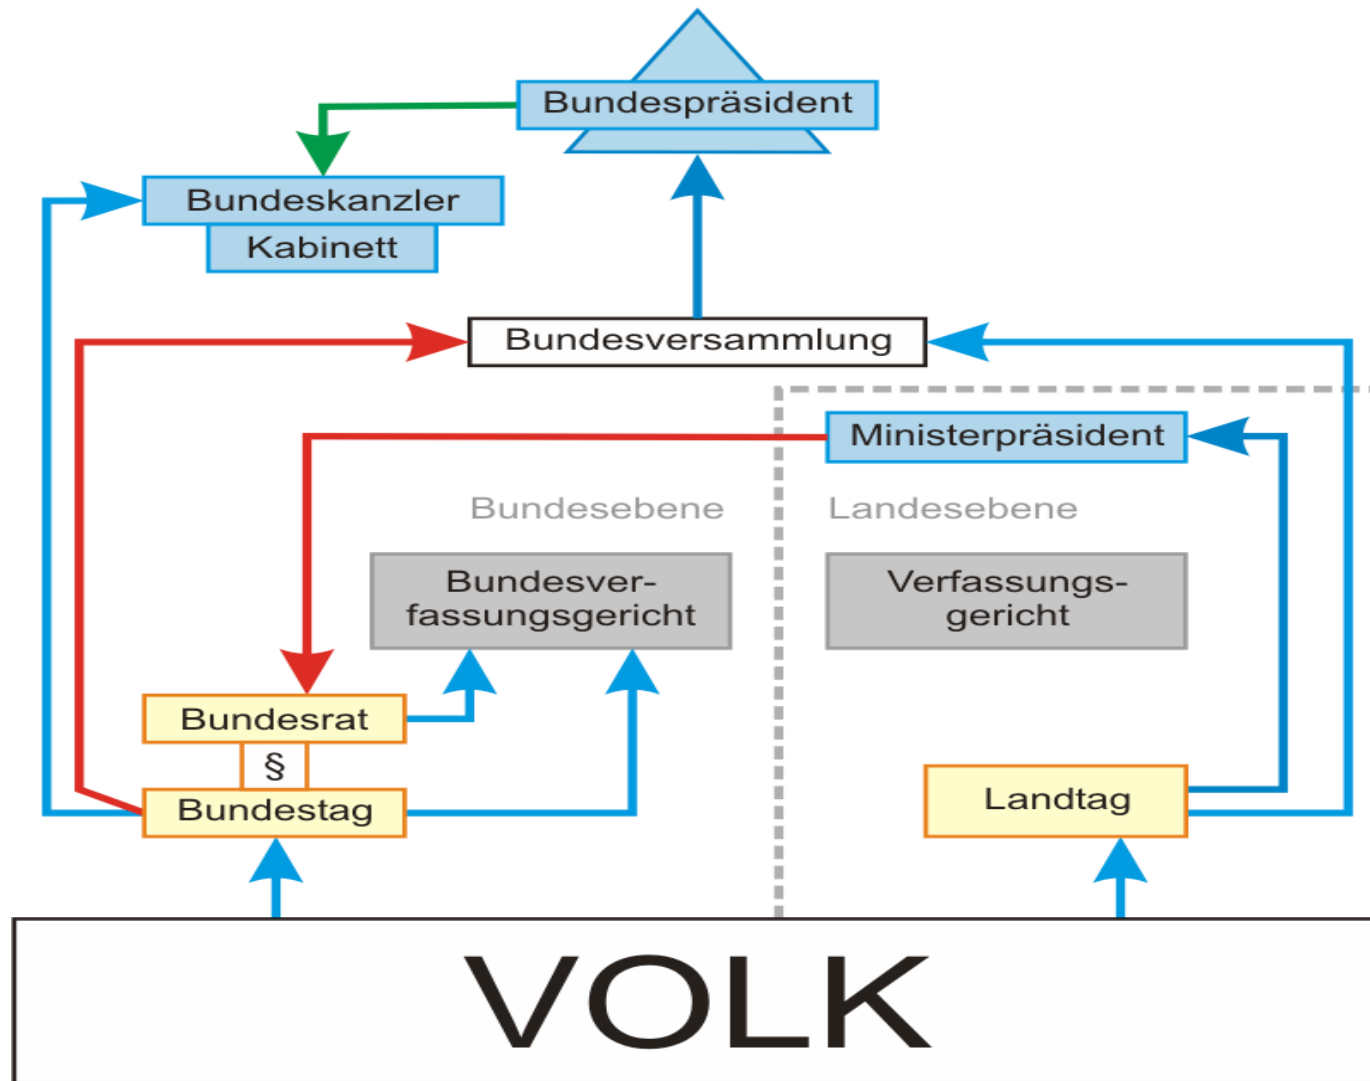 Bundespräsident
Bundeskanzler
Kabinett
Bundesversammlung
Ministerpräsident
Bundesebene
Landesebene
Bundesver-
fassungsgericht
Verfassungs-
gericht
Bundesrat
§
Bundestag
Landtag
VOLK